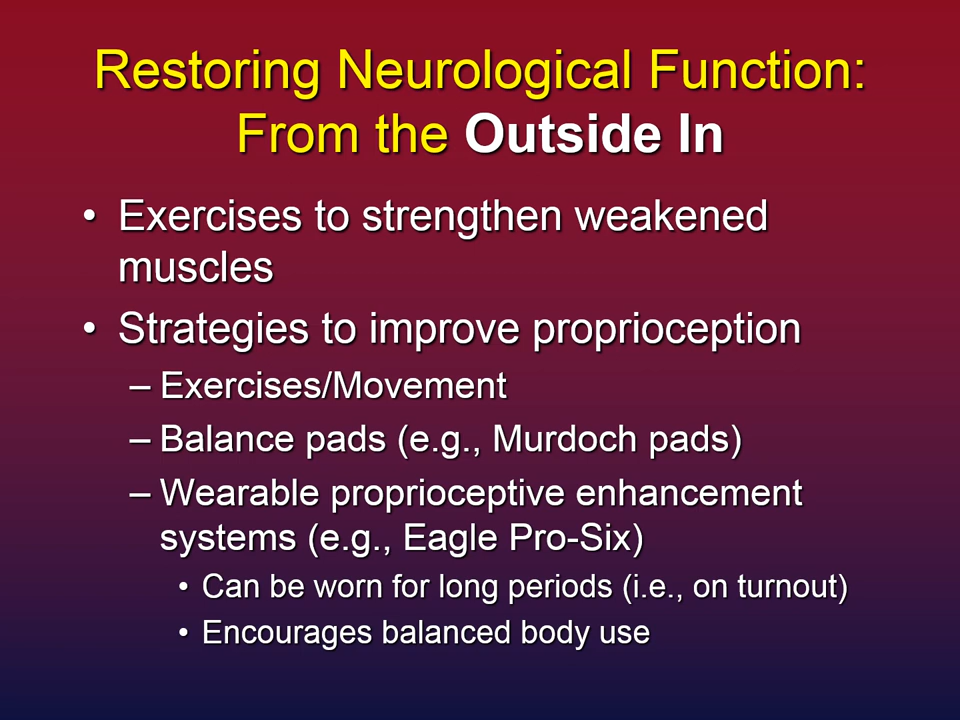 Restoring Neurological Function:
From the Outside In
• Exercises to strengthen weakened
muscles
• Strategies to improve proprioception
– Exercises/Movement
– Balance pads (e.g., Murdoch pads)
– Wearable proprioceptive enhancement
systems (e.g., Eagle Pro-Six)
• Can be worn for long periods (i.e., on turnout)
• Encourages balanced body use